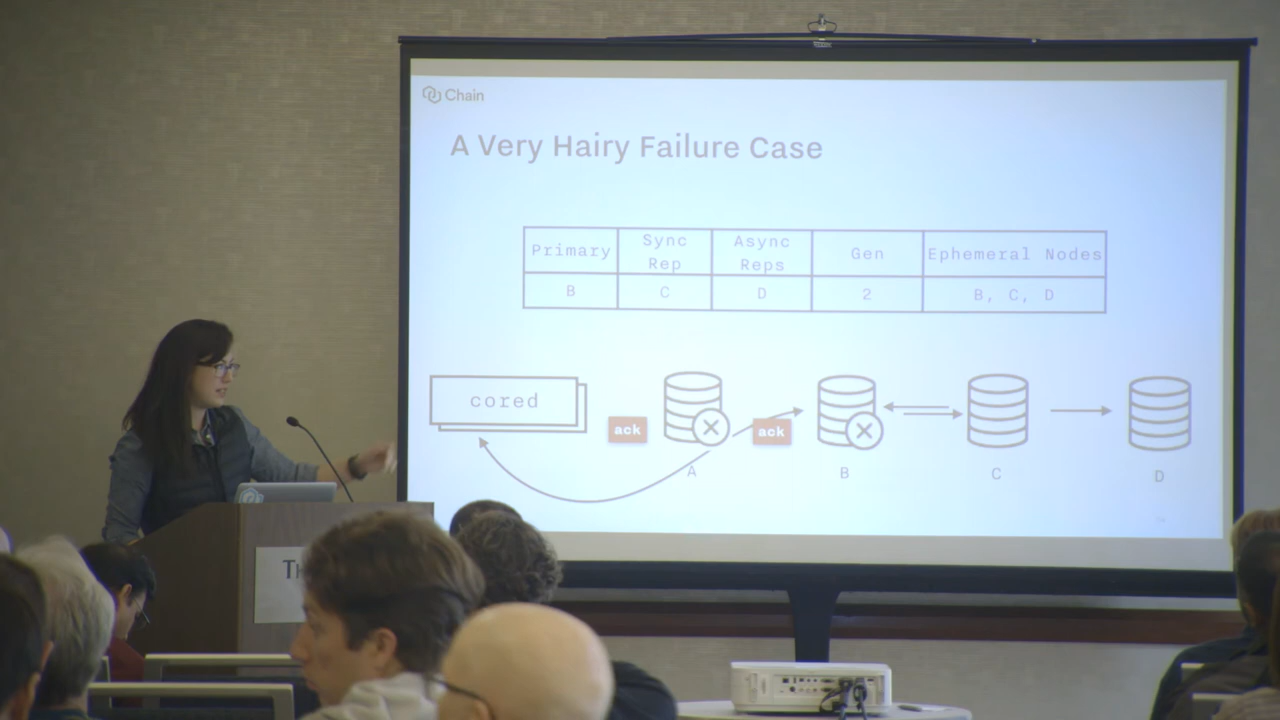 Chain
A Very Hairy Failure Case
Primary
Sync
Rep
Async
Reps
Gen
Ephemeral Nodes
B
C
D
2
B, C, D
cored
ack
ack
A
B
C
D